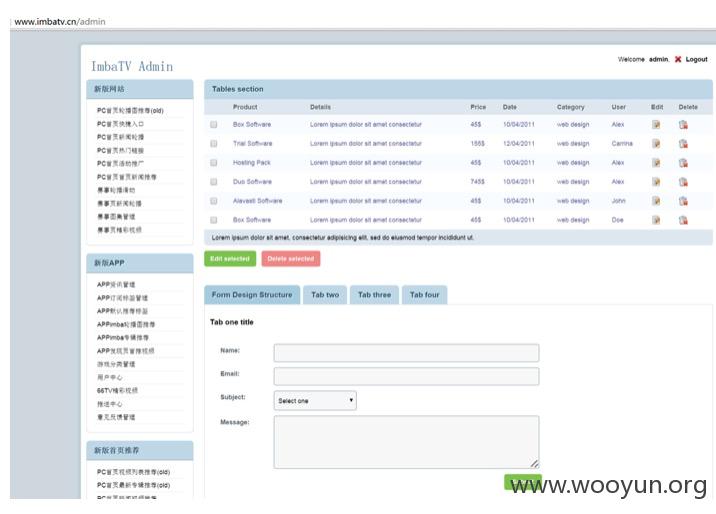 www.imbatv.cn/admin
ImbaTV Admin
Welcome admin, Logout
新版网站
PC首页轮播图推荐(old)
PC首页快捷入口
PC首页新闻轮播
PC首页热门链接
PC首页活动推广
PC首页首页新闻推荐
赛事轮播滑动
赛事页新闻轮播
赛事图集管理
赛事页精彩视频
新版APP
APP资讯管理
APP订阅标签管理
APP默认推荐标签
APPimba轮播图推荐
APPimba专辑推荐
APP发现页首推视频
游戏分类管理
用户中心
66TV精彩视频
推送中心
意见反馈管理
新版首页推荐
PC首页视频列表推荐(old)
PC首页最新专辑推荐(old)
Tables section
Product Details Price Date Category User Edit Delete
Box Software Lorem ipsum dolor sit amet consectetur 45$ 10/04/2011 web design Alex
Trial Software Lorem ipsum dolor sit amet consectetur 155$ 12/04/2011 web design Carrina
Hosting Pack Lorem ipsum dolor sit amet consectetur 45$ 10/04/2011 web design Alex
Duo Software Lorem ipsum dolor sit amet consectetur 745$ 10/04/2011 web design Alex
Alavasti Software Lorem ipsum dolor sit amet consectetur 45$ 10/04/2011 web design John
Box Software Lorem ipsum dolor sit amet consectetur 45$ 10/04/2011 web design Doe
Lorem ipsum dolor sit amet, consectetur adipisicing elit, sed do eiusmod tempor incididunt ut.
Edit selected Delete selected
Form Design Structure Tab two Tab three Tab four
Tab one title
Name:
Email:
Subject: Select one
Message:
www.wooyun.org